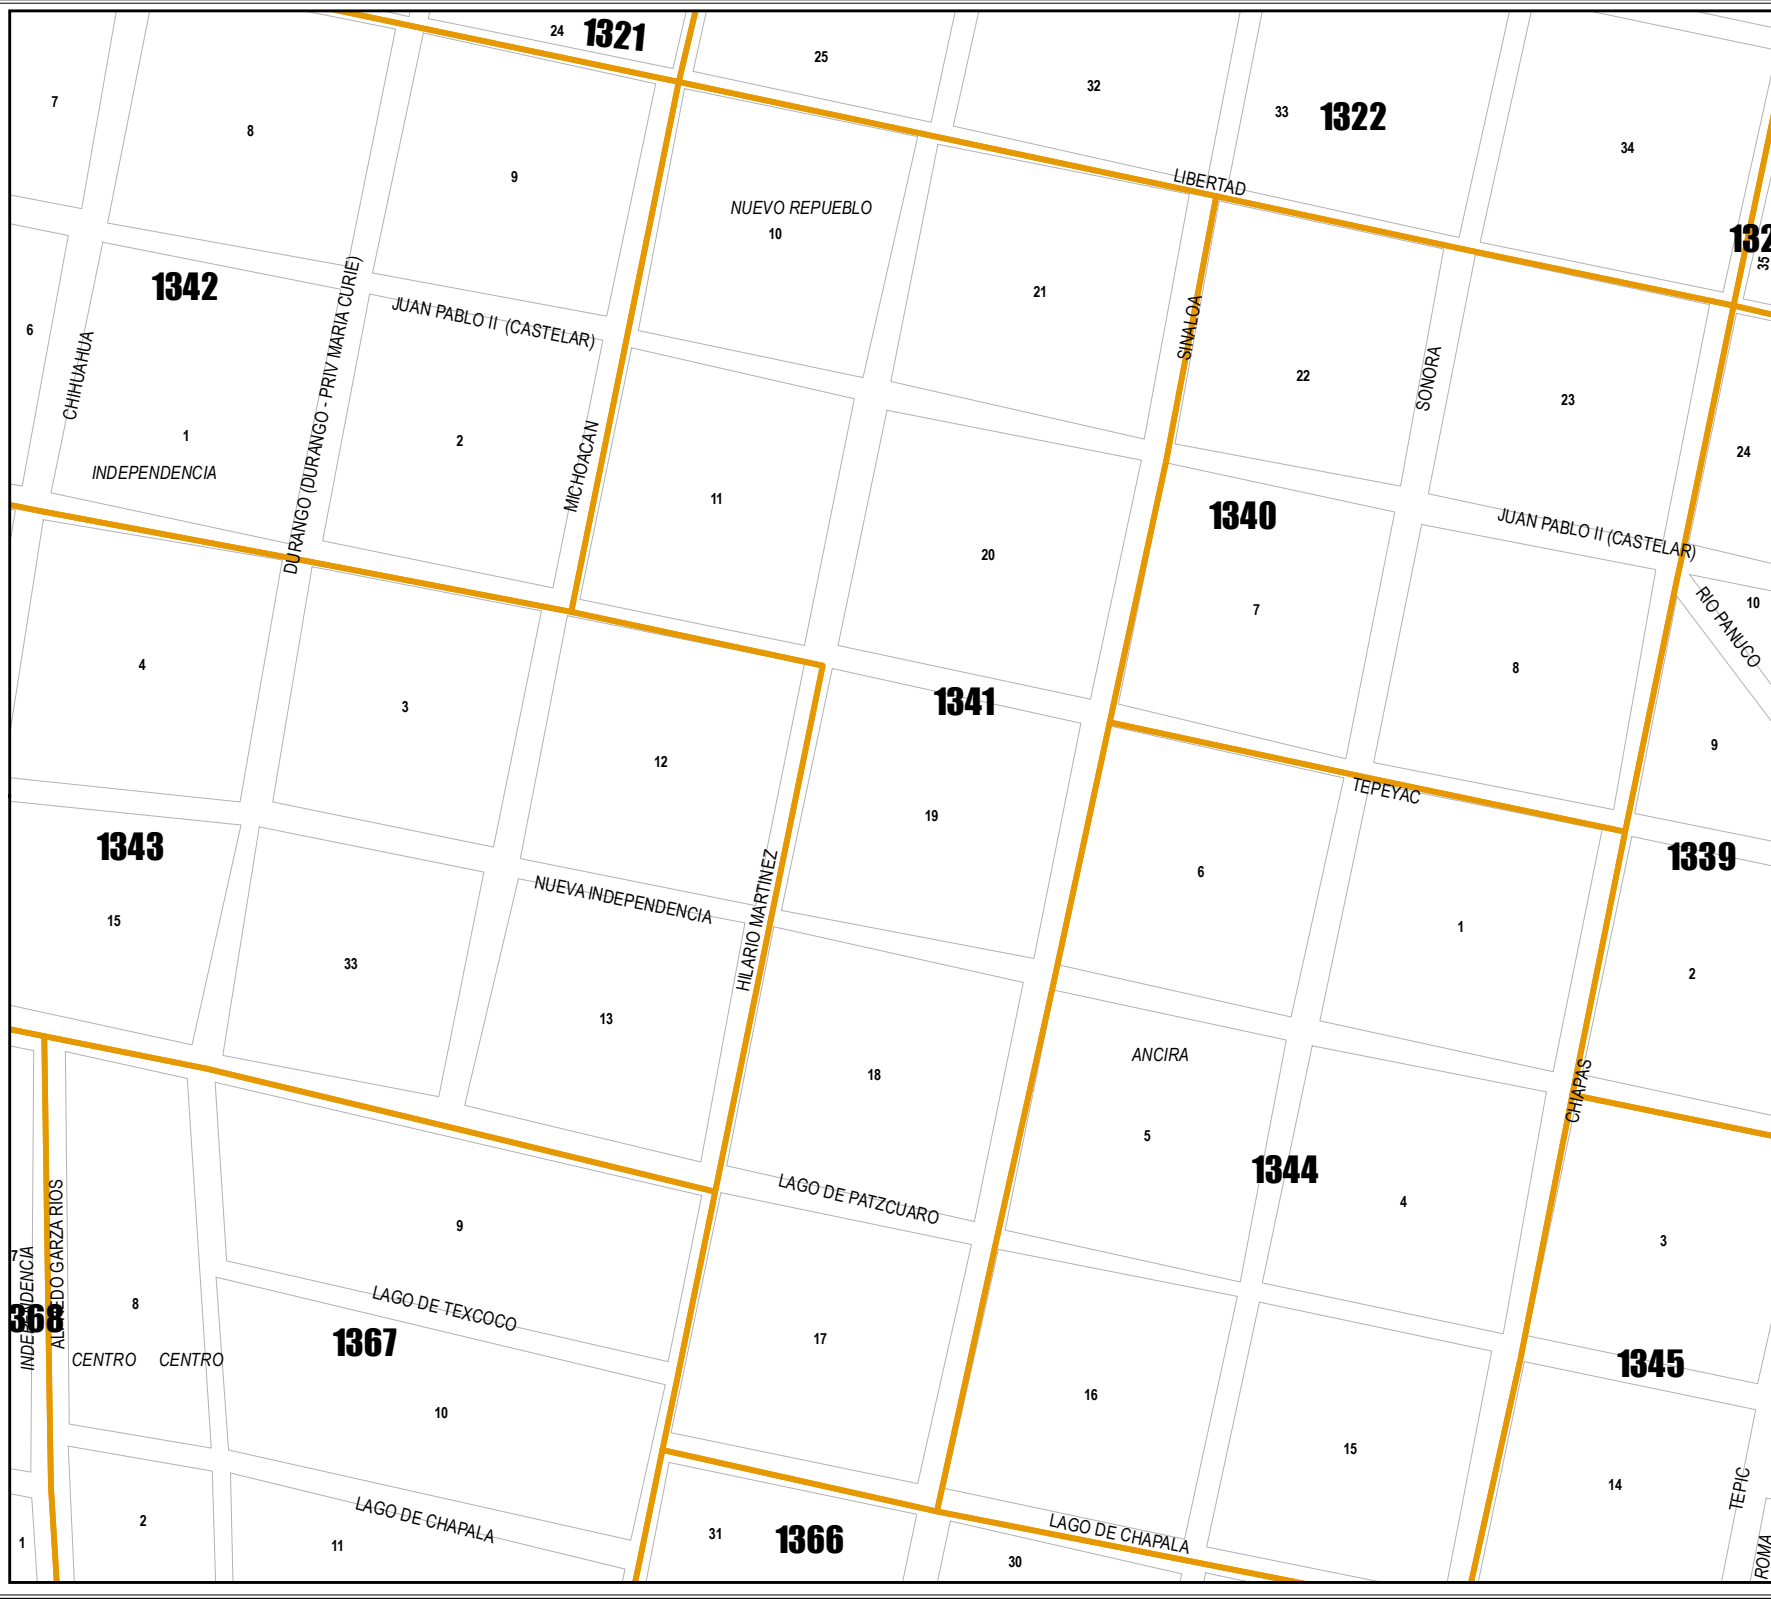 24
1321
25
32
33
1322
34
7
8
9
LIBERTAD
NUEVO REPUEBLO
10
132
35
1342
21
6
CHIHUAHUA
DURANGO (DURANGO - PRIV MARIA CURIE)
JUAN PABLO II (CASTELAR)
SINALOA
22
SONORA
23
1
2
INDEPENDENCIA
MICHOACAN
11
24
1340
JUAN PABLO II (CASTELAR)
20
7
10
RIO PANUCO
4
3
8
1341
9
12
TEPEYAC
19
1343
1339
6
HILARIO MARTINEZ
NUEVA INDEPENDENCIA
15
33
1
2
13
18
ANCIRA
CHIAPAS
5
1344
LAGO DE PATZCUARO
4
ALFREDO GARZA RIOS
9
3
7
INDEPENDENCIA
8
368
LAGO DE TEXCOCO
1367
17
CENTRO
CENTRO
1345
16
10
15
14
TEPIC
LAGO DE CHAPALA
2
1
11
31
1366
LAGO DE CHAPALA
30
ROMA